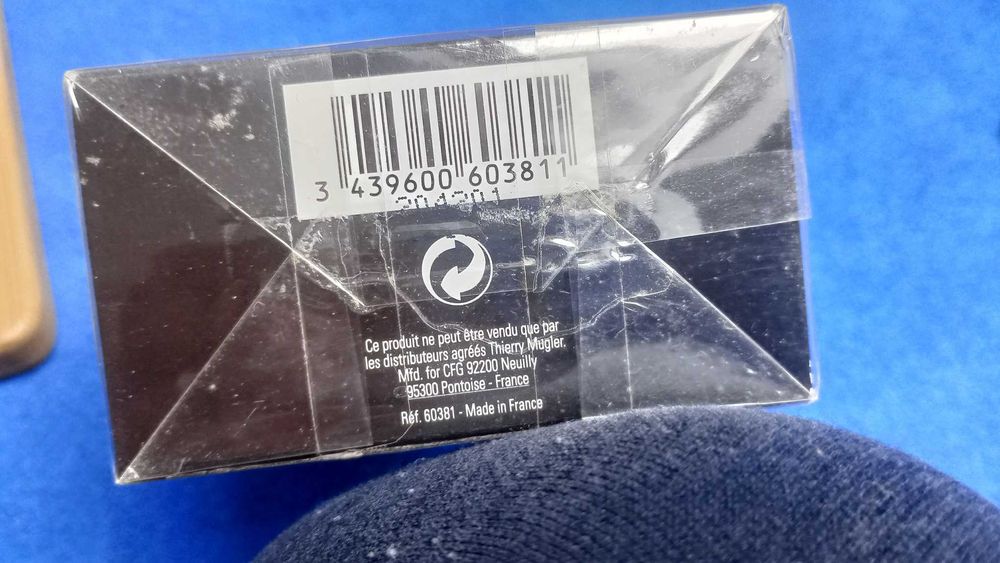 3 439600 603811
204201
Ce produit ne peut être vendu que par
les distributeurs agréés Thierry Mugler.
Mfd. for CFG 92200 Neuilly
95300 Pontoise - France
Réf. 60381 - Made in France